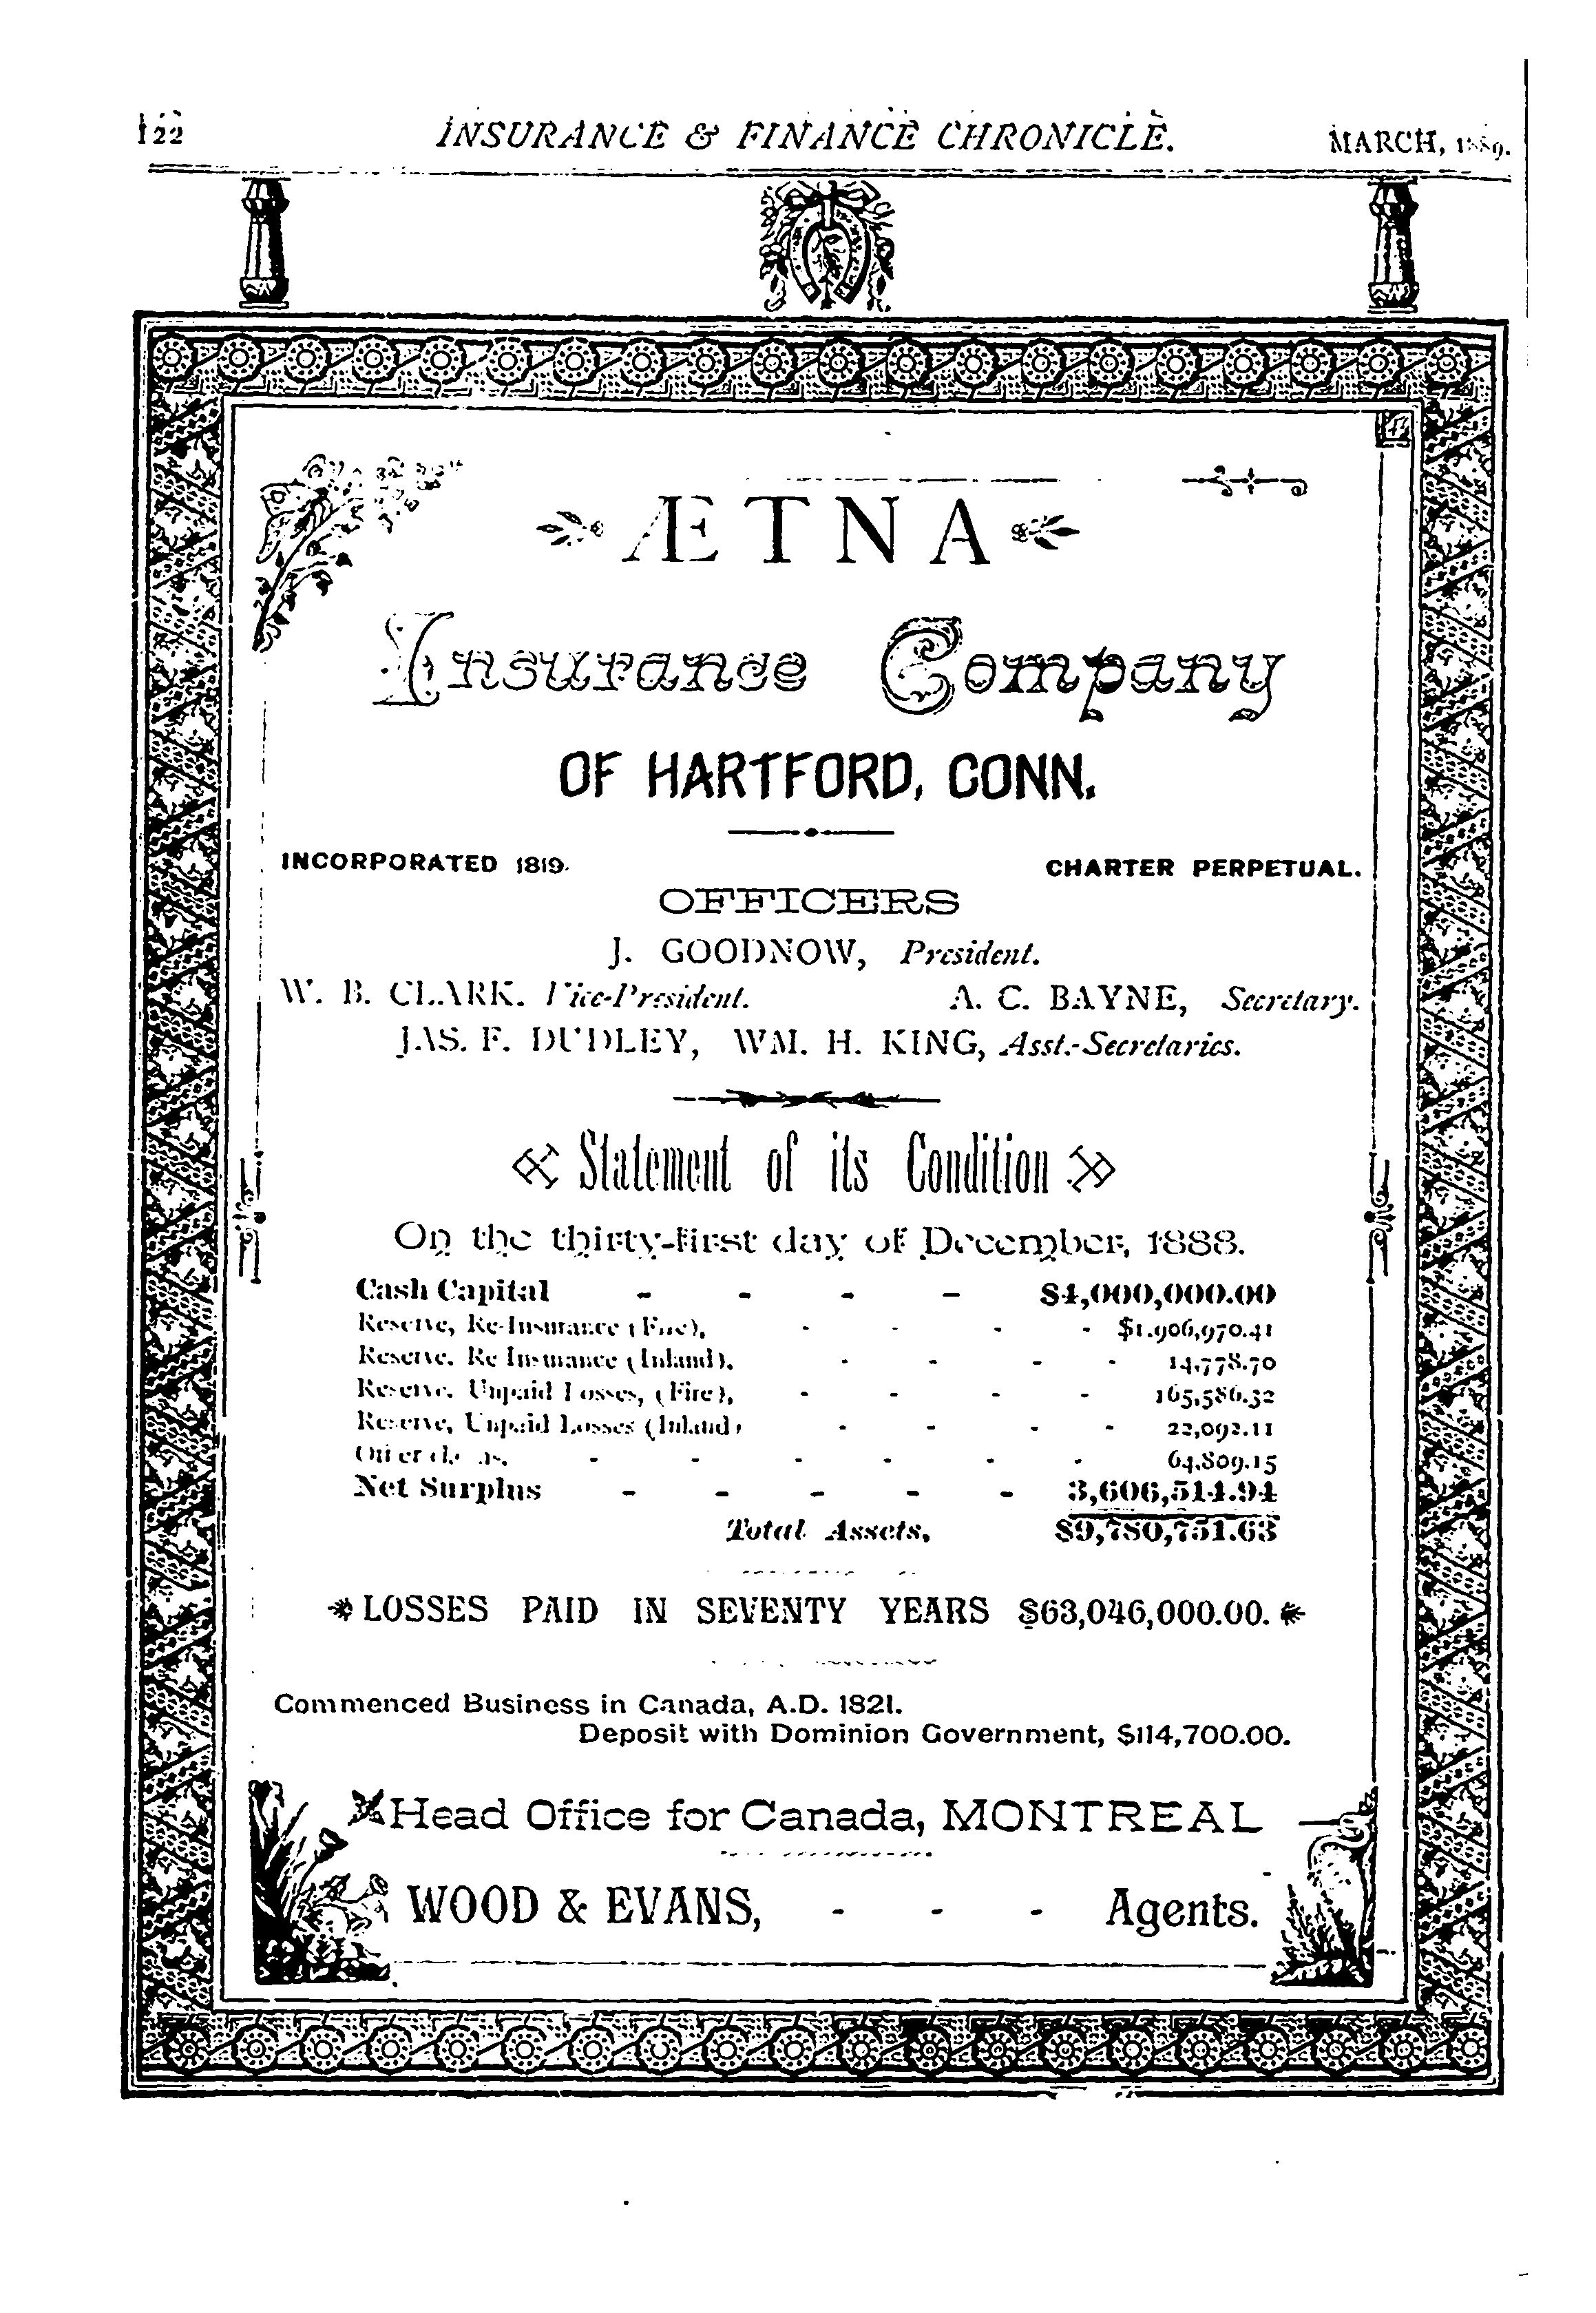 122
INSURANCE & FINANCE CHRONICLE.
MARCH, 1889.
ÆTNA
Insurance Company
OF HARTFORD, CONN.
INCORPORATED 1819.
CHARTER PERPETUAL.
OFFICERS
J. GOODNOW, President.
W. B. CLARK. Vice-President. A. C. BAYNE, Secretary.
JAS. F. DUDLEY, WM. H. KING, Asst.-Secretaries.
Statement of its Condition
On the thirty-first day of December, 1888.
Cash Capital - - - - $4,000,000.00
Reserve, Re-Insurance (Fire), - - - - $1.906,970.41
Reserve. Re Insurance (Inland), - - - - 14,778.70
Reserve. Unpaid Losses, (Fire), - - - - 165,586.32
Reserve, Unpaid Losses (Inland) - - - - 22,092.11
Other - - - - - - 64,809.15
Net Surplus - - - - - 3,606,514.94
Total Assets, $9,780,751.63
LOSSES PAID IN SEVENTY YEARS $63,046,000.00.
Commenced Business in Canada, A.D. 1821.
Deposit with Dominion Government, $114,700.00.
Head Office for Canada, MONTREAL
WOOD & EVANS, - - - Agents.